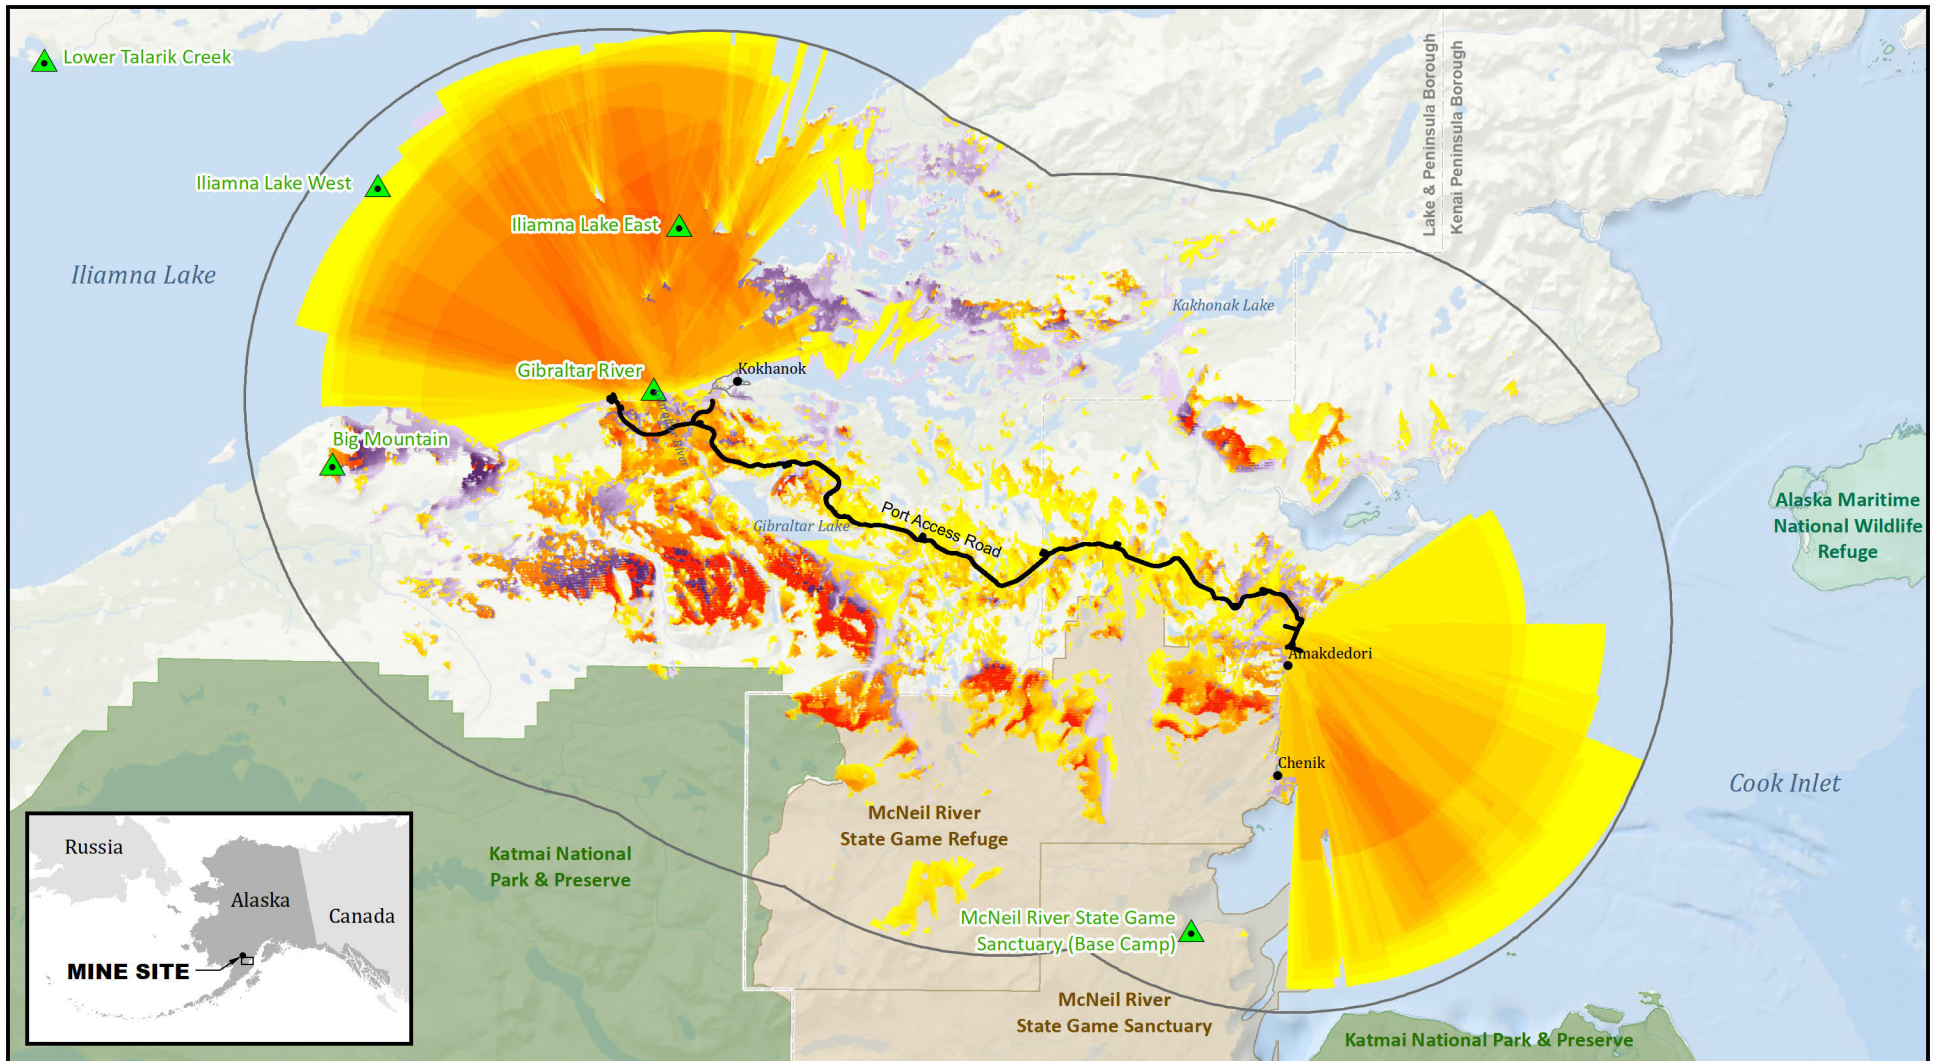 Lower Talarik Creek
Lake & Peninsula Borough
Kenai Peninsula Borough
Iliamna Lake West
Iliamna Lake East
Iliamna Lake
Kakhonak Lake
Gibraltar River
Kokhanok
Big Mountain
Gibraltar Lake
Port Access Road
Alaska Maritime
National Wildlife
Refuge
Amakdedori
Chenik
Cook Inlet
McNeil River
State Game Refuge
Katmai National
Park & Preserve
McNeil River State Game
Sanctuary (Base Camp)
McNeil River
State Game Sanctuary
Katmai National Park & Preserve
Russia
Alaska
Canada
MINE SITE